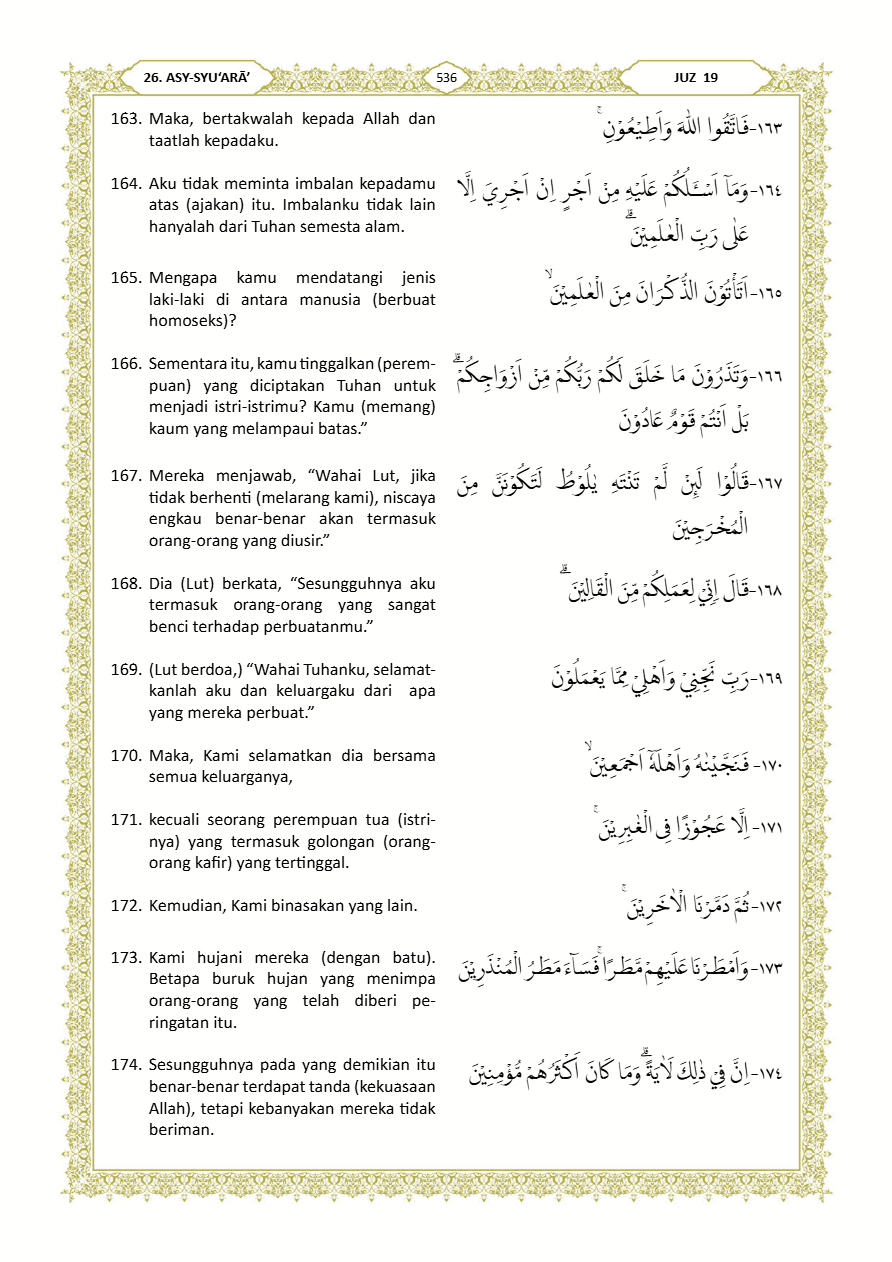 26. ASY-SYU‘ARĀ’
536
JUZ 19
163. Maka, bertakwalah kepada Allah dan
taatlah kepadaku.
١٦٣-فَاتَّقُوا اللّٰهَ وَاَطِيْعُوْنِۚ
164. Aku tidak meminta imbalan kepadamu
atas (ajakan) itu. Imbalanku tidak lain
hanyalah dari Tuhan semesta alam.
١٦٤-وَمَآ اَسْـَٔلُكُمْ عَلَيْهِ مِنْ اَجْرٍ اِنْ اَجْرِيَ اِلَّا
عَلٰى رَبِّ الْعٰلَمِيْنَ ۗ
165. Mengapa kamu mendatangi jenis
laki-laki di antara manusia (berbuat
homoseks)?
١٦٥-اَتَأْتُوْنَ الذُّكْرَانَ مِنَ الْعٰلَمِيْنَ ۙ
166. Sementara itu, kamu tinggalkan (perem-
puan) yang diciptakan Tuhan untuk
menjadi istri-istrimu? Kamu (memang)
kaum yang melampaui batas.”
١٦٦-وَتَذَرُوْنَ مَا خَلَقَ لَكُمْ رَبُّكُمْ مِّنْ اَزْوَاجِكُمْۗ
بَلْ اَنْتُمْ قَوْمٌ عَادُوْنَ
167. Mereka menjawab, “Wahai Lut, jika
tidak berhenti (melarang kami), niscaya
engkau benar-benar akan termasuk
orang-orang yang diusir.”
١٦٧-قَالُوْا لَىِٕنْ لَّمْ تَنْتَهِ يٰلُوْطُ لَتَكُوْنَنَّ مِنَ
الْمُخْرَجِيْنَ
168. Dia (Lut) berkata, “Sesungguhnya aku
termasuk orang-orang yang sangat
benci terhadap perbuatanmu.”
١٦٨-قَالَ اِنِّيْ لِعَمَلِكُمْ مِّنَ الْقَالِيْنَ ۗ
169. (Lut berdoa,) “Wahai Tuhanku, selamat-
kanlah aku dan keluargaku dari apa
yang mereka perbuat.”
١٦٩-رَبِّ نَجِّنِيْ وَاَهْلِيْ مِمَّا يَعْمَلُوْنَ
170. Maka, Kami selamatkan dia bersama
semua keluarganya,
١٧٠-فَنَجَّيْنٰهُ وَاَهْلَهٗٓ اَجْمَعِيْنَ ۙ
171. kecuali seorang perempuan tua (istri-
nya) yang termasuk golongan (orang-
orang kafir) yang tertinggal.
١٧١-اِلَّا عَجُوْزًا فِى الْغٰبِرِيْنَ ۚ
172. Kemudian, Kami binasakan yang lain.
١٧٢-ثُمَّ دَمَّرْنَا الْاٰخَرِيْنَ ۚ
173. Kami hujani mereka (dengan batu).
Betapa buruk hujan yang menimpa
orang-orang yang telah diberi pe-
ringatan itu.
١٧٣-وَاَمْطَرْنَا عَلَيْهِمْ مَّطَرًاۚ فَسَاۤءَ مَطَرُ الْمُنْذَرِيْنَ
174. Sesungguhnya pada yang demikian itu
benar-benar terdapat tanda (kekuasaan
Allah), tetapi kebanyakan mereka tidak
beriman.
١٧٤-اِنَّ فِيْ ذٰلِكَ لَاٰيَةًۗ وَمَا كَانَ اَكْثَرُهُمْ مُّؤْمِنِيْنَ